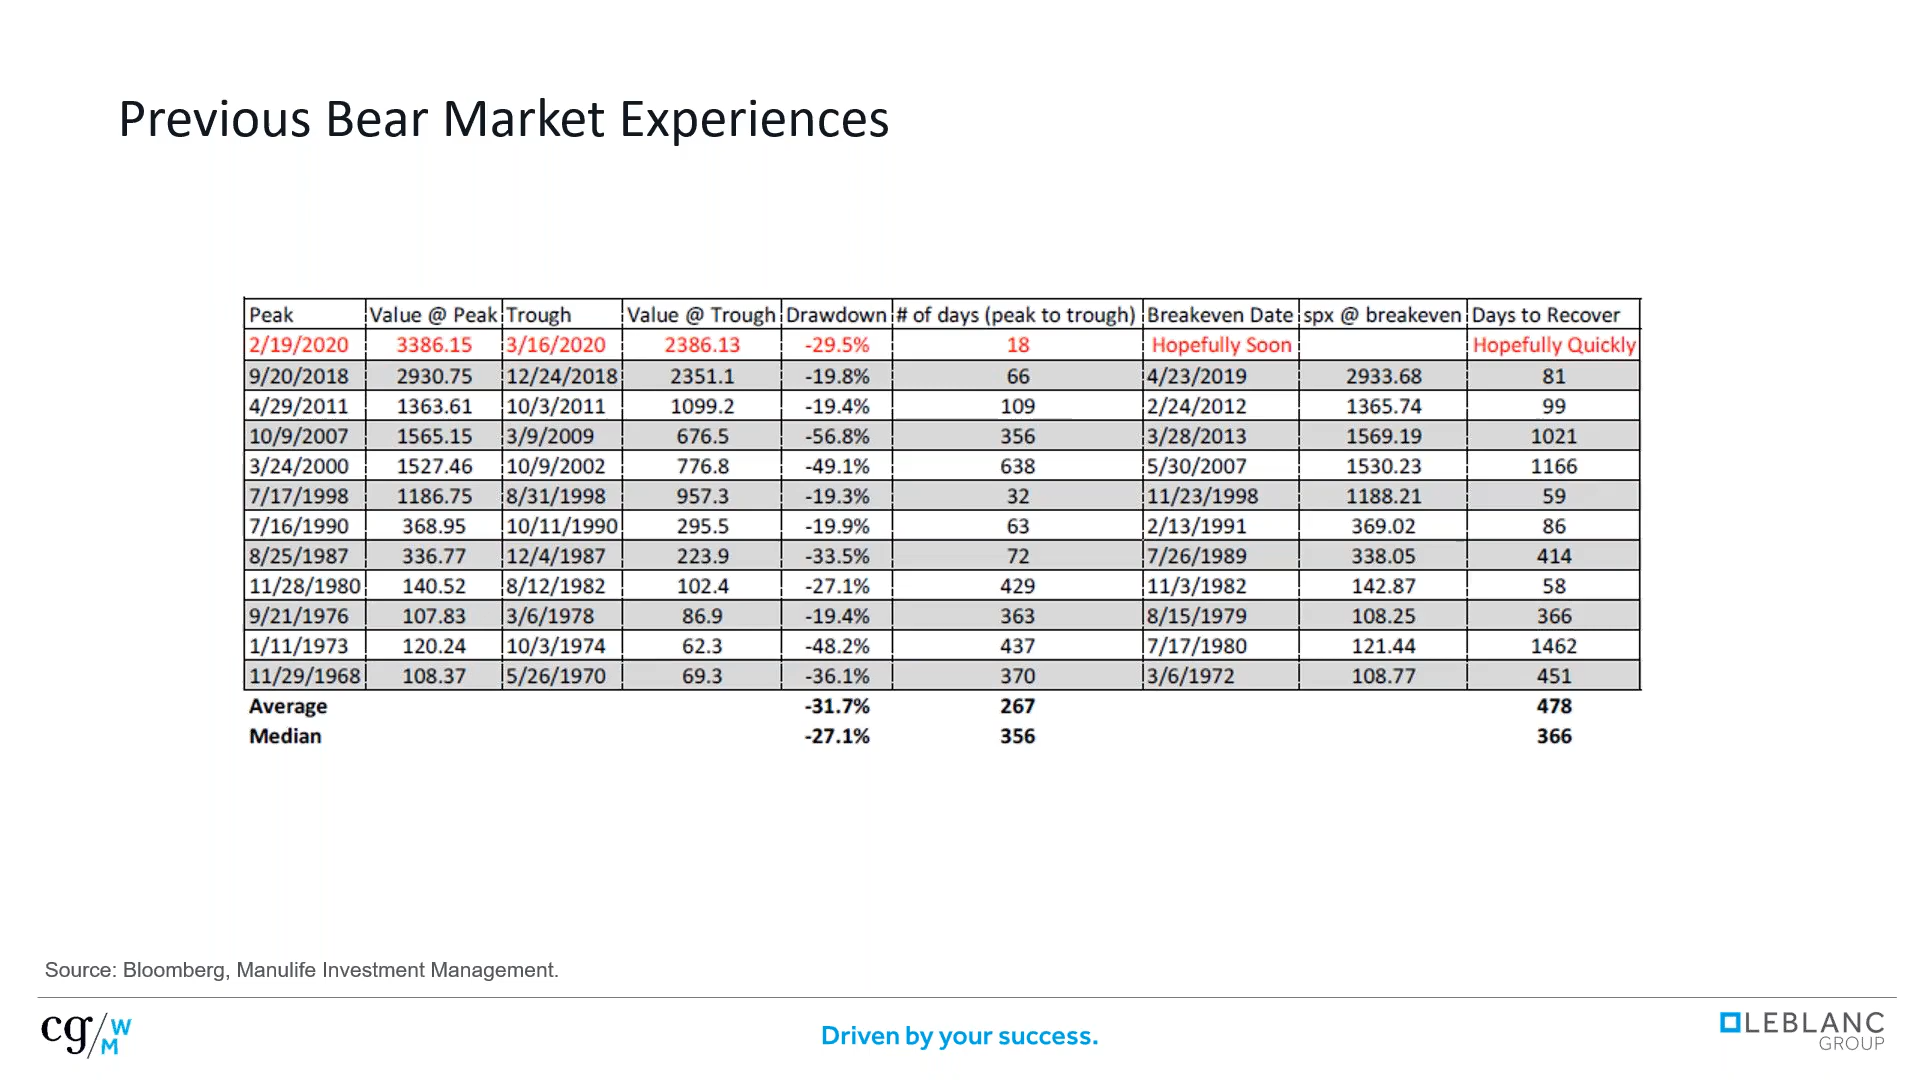 Previous Bear Market Experiences
Peak Value @ Peak Trough Value @ Trough Drawdown # of days (peak to trough) Breakeven Date spx @ breakeven Days to Recover
2/19/2020 3386.15 3/16/2020 2386.13 -29.5% 18 Hopefully Soon Hopefully Quickly
9/20/2018 2930.75 12/24/2018 2351.1 -19.8% 66 4/23/2019 2933.68 81
4/29/2011 1363.61 10/3/2011 1099.2 -19.4% 109 2/24/2012 1365.74 99
10/9/2007 1565.15 3/9/2009 676.5 -56.8% 356 3/28/2013 1569.19 1021
3/24/2000 1527.46 10/9/2002 776.8 -49.1% 638 5/30/2007 1530.23 1166
7/17/1998 1186.75 8/31/1998 957.3 -19.3% 32 11/23/1998 1188.21 59
7/16/1990 368.95 10/11/1990 295.5 -19.9% 63 2/13/1991 369.02 86
8/25/1987 336.77 12/4/1987 223.9 -33.5% 72 7/26/1989 338.05 414
11/28/1980 140.52 8/12/1982 102.4 -27.1% 429 11/3/1982 142.87 58
9/21/1976 107.83 3/6/1978 86.9 -19.4% 363 8/15/1979 108.25 366
1/11/1973 120.24 10/3/1974 62.3 -48.2% 437 7/17/1980 121.44 1462
11/29/1968 108.37 5/26/1970 69.3 -36.1% 370 3/6/1972 108.77 451
Average -31.7% 267 478
Median -27.1% 356 366
Source: Bloomberg, Manulife Investment Management.
cg/WM
Driven by your success.
LEBLANC
GROUP